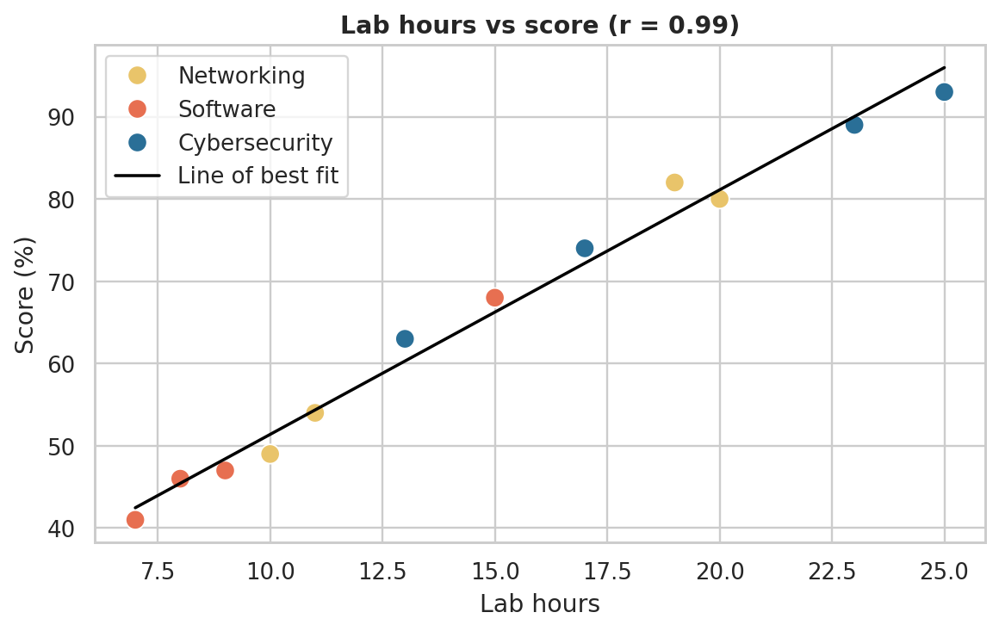 Lab hours vs score (r = 0.99)
Networking
Software
Cybersecurity
Line of best fit
Score (%)
90
80
70
60
50
40
7.5 10.0 12.5 15.0 17.5 20.0 22.5 25.0
Lab hours